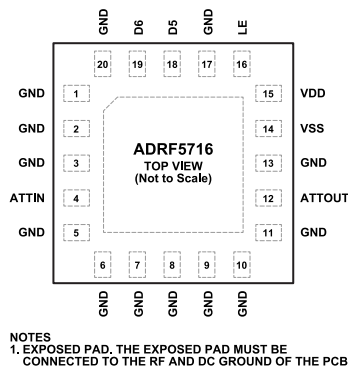 GND D6 D5 GND LE
20 19 18 17 16
GND 1 15 VDD
GND 2 14 VSS
GND 3 13 GND
ATTIN 4 12 ATTOUT
GND 5 11 GND
ADRF5716
TOP VIEW
(Not to Scale)
6 7 8 9 10
GND GND GND GND GND
NOTES
1. EXPOSED PAD. THE EXPOSED PAD MUST BE
CONNECTED TO THE RF AND DC GROUND OF THE PCB